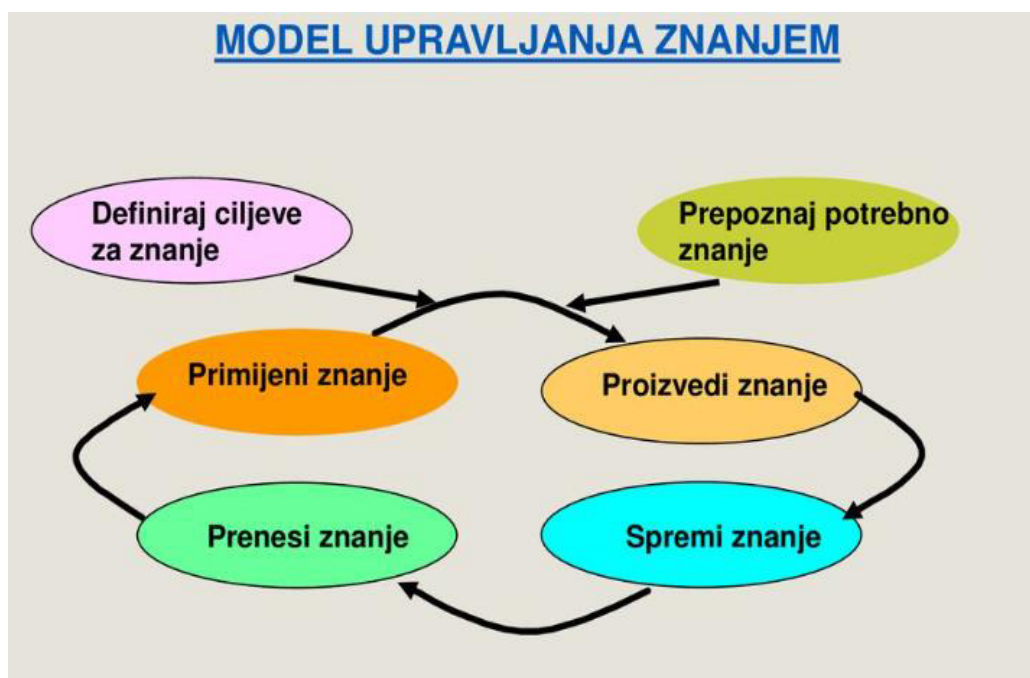 MODEL UPRAVLJANJA ZNANJEM
Definiraj ciljeve
za znanje
Prepoznaj potrebno
znanje
Primijeni znanje
Proizvedi znanje
Prenesi znanje
Spremi znanje